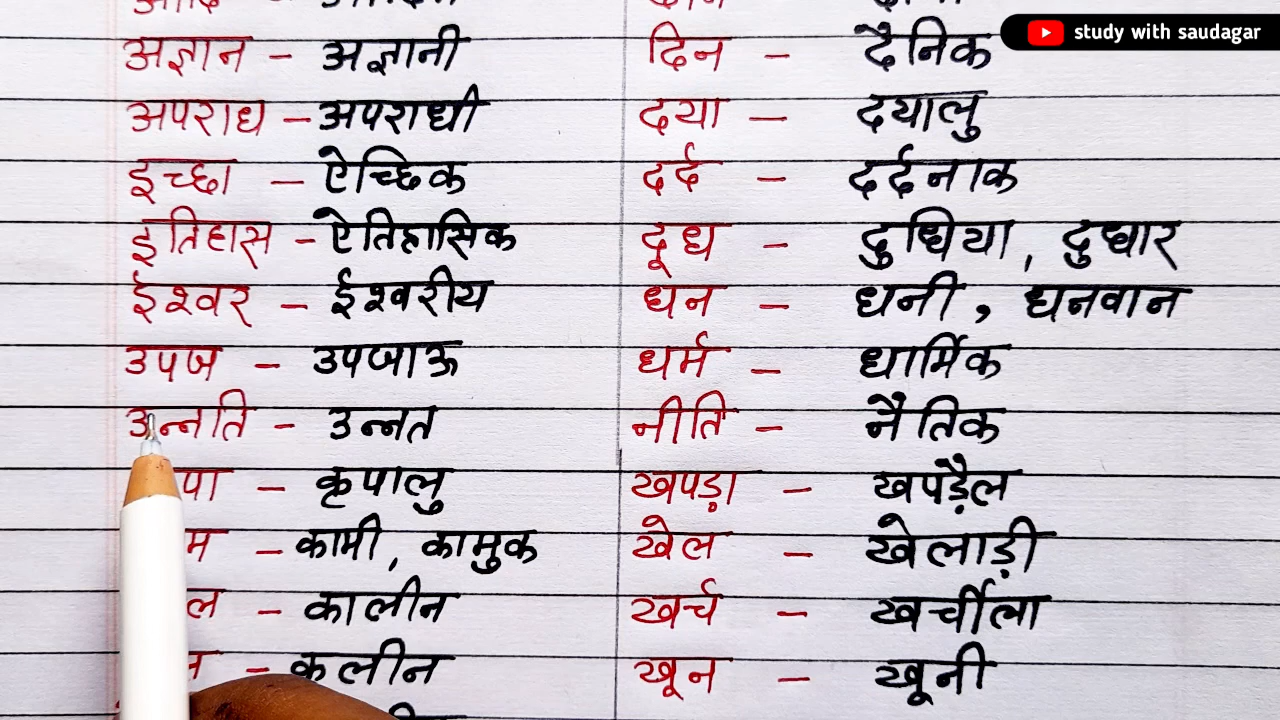 study with saudagar
अज्ञान - अज्ञानी
अपराध - अपराधी
इच्छा - ऐच्छिक
इतिहास - ऐतिहासिक
ईश्वर - ईश्वरीय
उपज - उपजाऊ
उन्नति - उन्नत
पा - कृपालु
म - कामी, कामुक
ल - कालीन
- कलीन
दिन - दैनिक
दया - दयालु
दर्द - दर्दनाक
दूध - दुधिया, दुधार
धन - धनी, धनवान
धर्म - धार्मिक
नीति - नैतिक
खपड़ा - खपड़ैल
खेल - खेलाड़ी
खर्च - खर्चीला
खून - खूनी